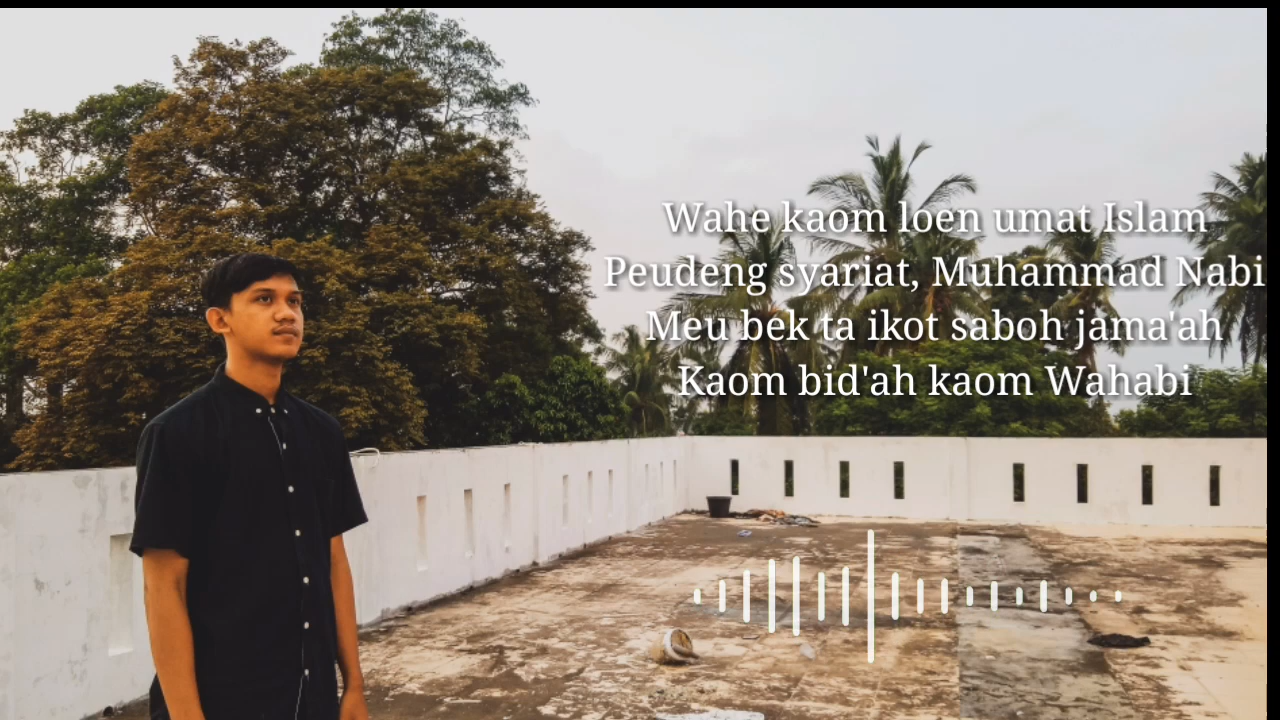 Wahe kaom loen umat Islam
Peudeng syariat, Muhammad Nabi
Meu bek ta ikot saboh jama'ah
Kaom bid'ah kaom Wahabi